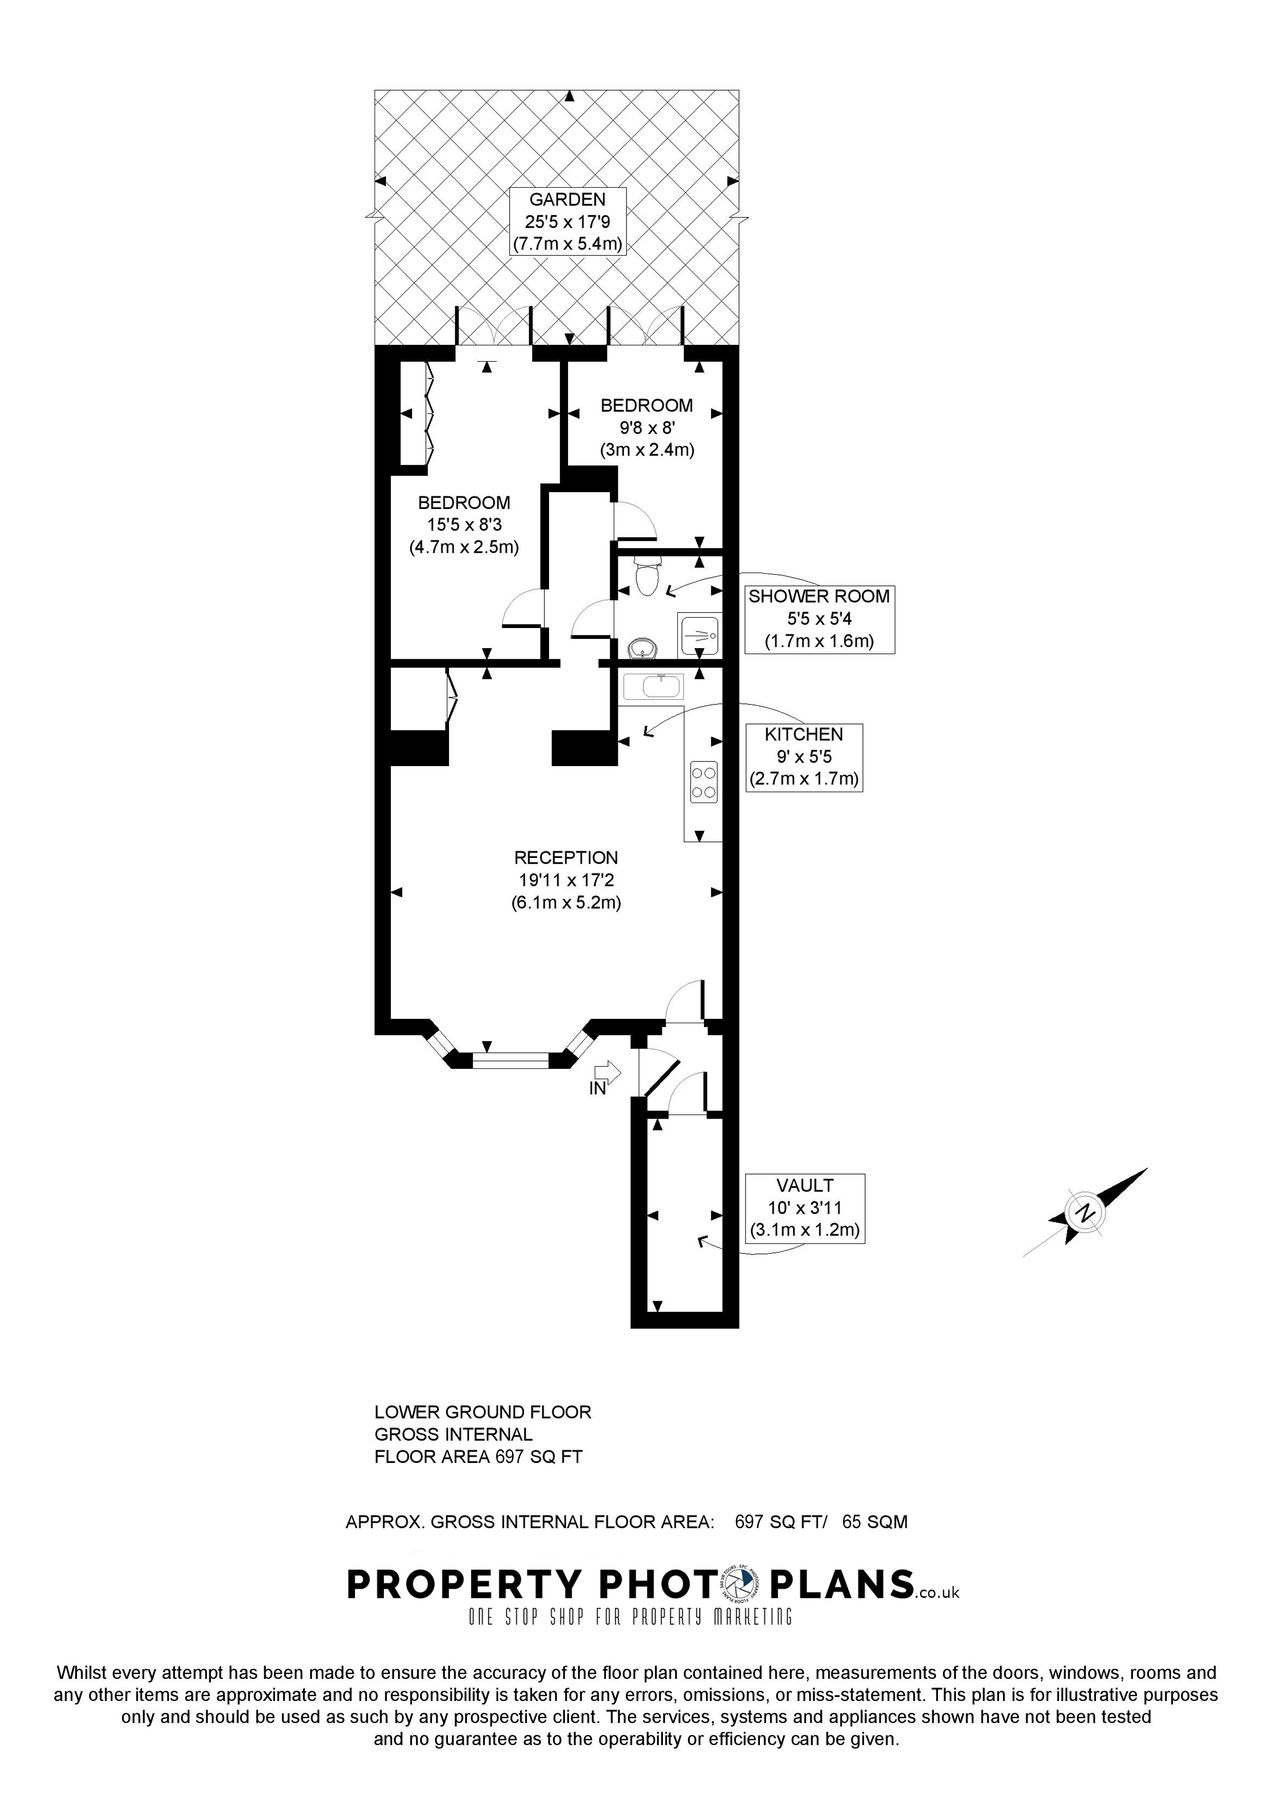 GARDEN
25'5 x 17'9
(7.7m x 5.4m)
BEDROOM
9'8 x 8'
(3m x 2.4m)
BEDROOM
15'5 x 8'3
(4.7m x 2.5m)
SHOWER ROOM
5'5 x 5'4
(1.7m x 1.6m)
KITCHEN
9' x 5'5
(2.7m x 1.7m)
RECEPTION
19'11 x 17'2
(6.1m x 5.2m)
IN
VAULT
10' x 3'11
(3.1m x 1.2m)
N
LOWER GROUND FLOOR
GROSS INTERNAL
FLOOR AREA 697 SQ FT
APPROX. GROSS INTERNAL FLOOR AREA: 697 SQ FT/ 65 SQM
PROPERTY PHOTO PLANS.co.uk
ONE STOP SHOP FOR PROPERTY MARKETING
Whilst every attempt has been made to ensure the accuracy of the floor plan contained here, measurements of the doors, windows, rooms and
any other items are approximate and no responsibility is taken for any errors, omissions, or miss-statement. This plan is for illustrative purposes
only and should be used as such by any prospective client. The services, systems and appliances shown have not been tested
and no guarantee as to the operability or efficiency can be given.